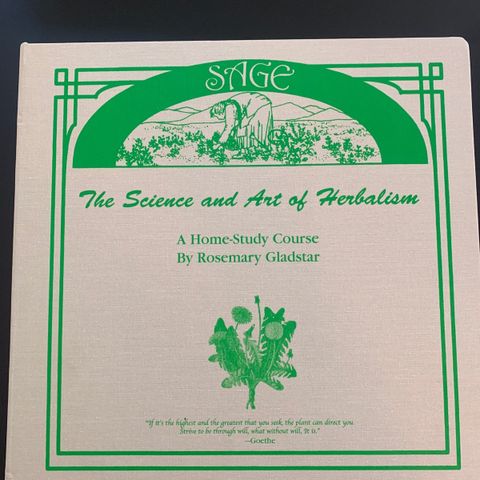 SAGE
The Science and Art of Herbalism
A Home-Study Course
By Rosemary Gladstar
"If it's the highest and the greatest that you seek, the plant can direct you.
Strive to be through will, what without will, It is."
—Goethe